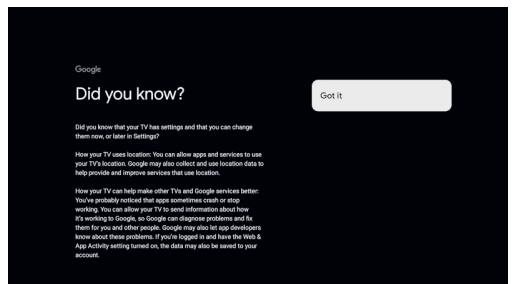 Google
Did you know?
Got it
Did you know that your TV has settings and that you can change
them now, or later in Settings?
How your TV uses location: You can allow apps and services to use
your TV's location. Google may also collect and use location data to
help provide and improve services that use location.
How your TV can help make other TVs and Google services better:
You've probably noticed that apps sometimes crash or stop
working. You can allow your TV to send information about how
it's working to Google, so Google can diagnose problems and fix
them for you and other people. Google may also let app developers
know about these problems. If you're logged in and have the Web &
App Activity setting turned on, the data may also be saved to your
account.